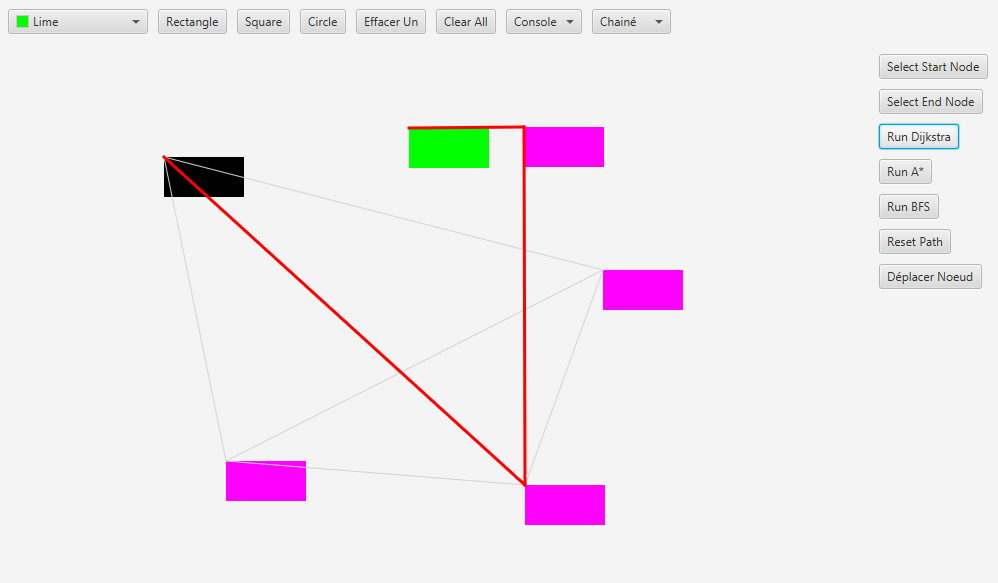 Lime Rectangle Square Circle Effacer Un Clear All Console Chainé
Select Start Node
Select End Node
Run Dijkstra
Run A*
Run BFS
Reset Path
Déplacer Noeud